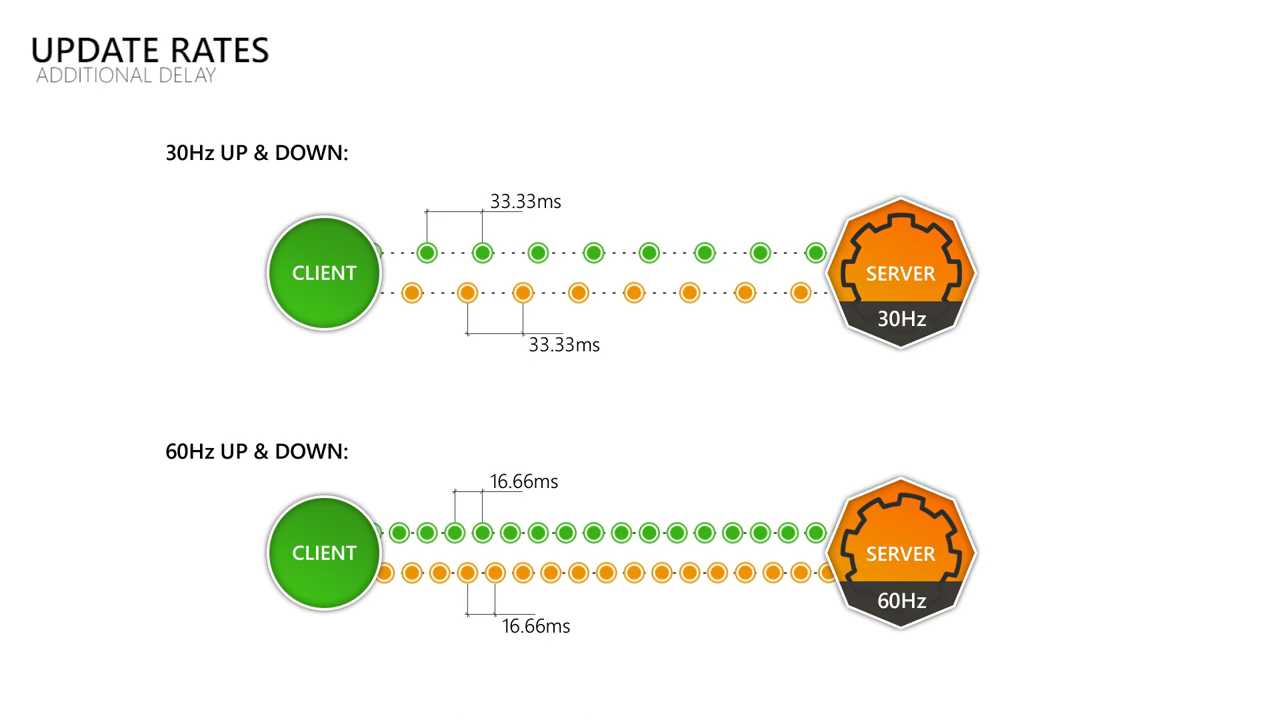 UPDATE RATES
ADDITIONAL DELAY
30Hz UP & DOWN:
33.33ms
CLIENT
SERVER
30Hz
33.33ms
60Hz UP & DOWN:
16.66ms
CLIENT
SERVER
60Hz
16.66ms